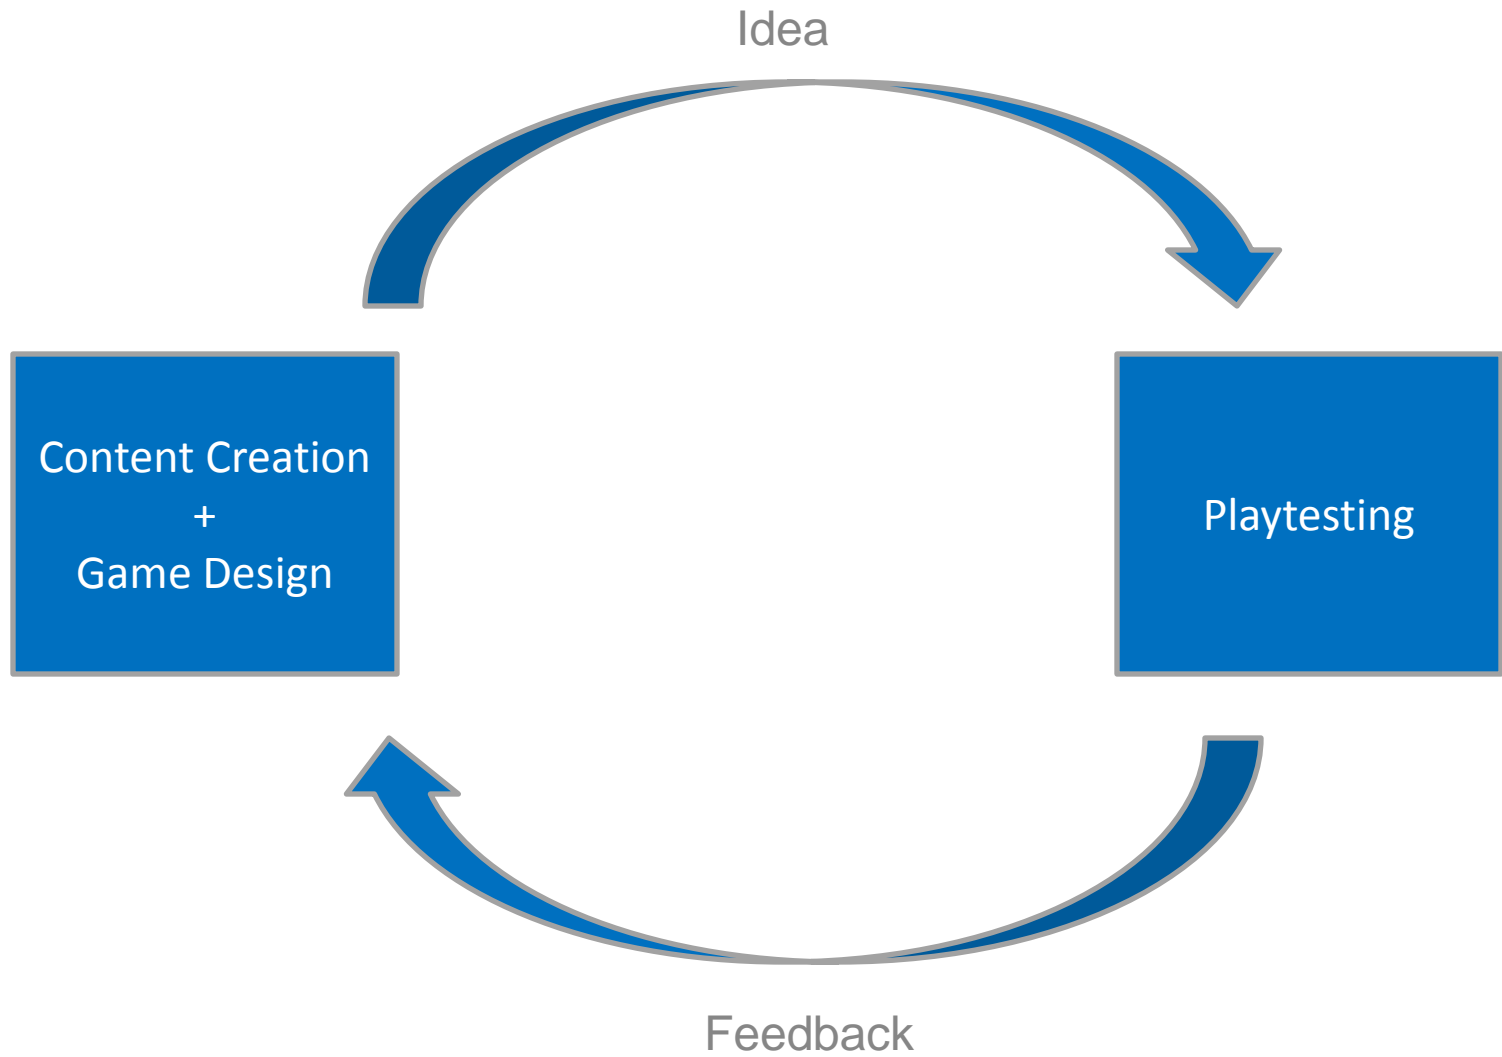 Idea
Content Creation
+
Game Design
Playtesting
Feedback